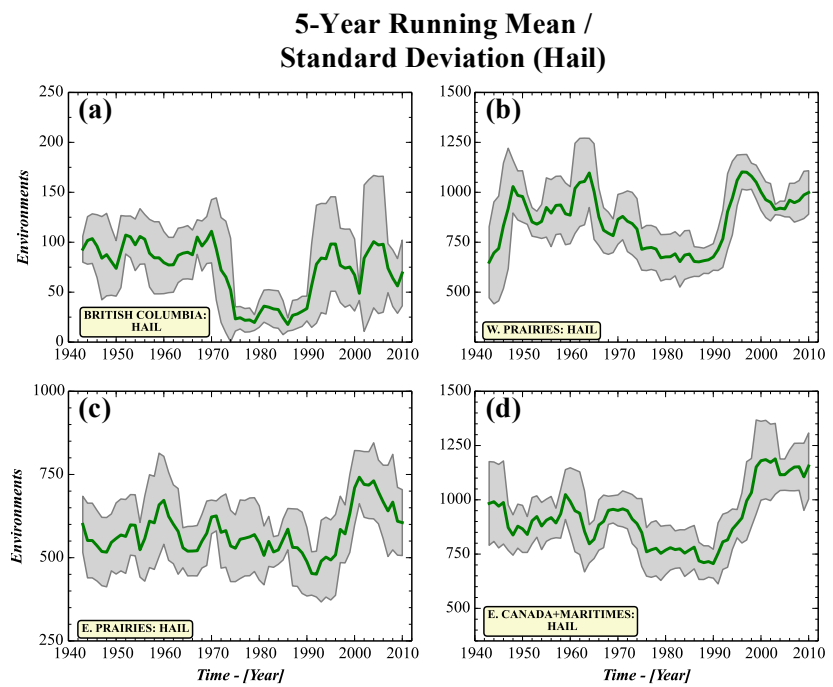 5-Year Running Mean /
Standard Deviation (Hail)
(a)
250
200
150
100
50
0
Environments
BRITISH COLUMBIA:
HAIL
1940 1950 1960 1970 1980 1990 2000 2010
(b)
1500
1250
1000
750
500
W. PRAIRIES: HAIL
1940 1950 1960 1970 1980 1990 2000 2010
(c)
1000
750
500
250
Environments
E. PRAIRIES: HAIL
1940 1950 1960 1970 1980 1990 2000 2010
Time - [Year]
(d)
1500
1250
1000
750
500
E. CANADA+MARITIMES:
HAIL
1940 1950 1960 1970 1980 1990 2000 2010
Time - [Year]